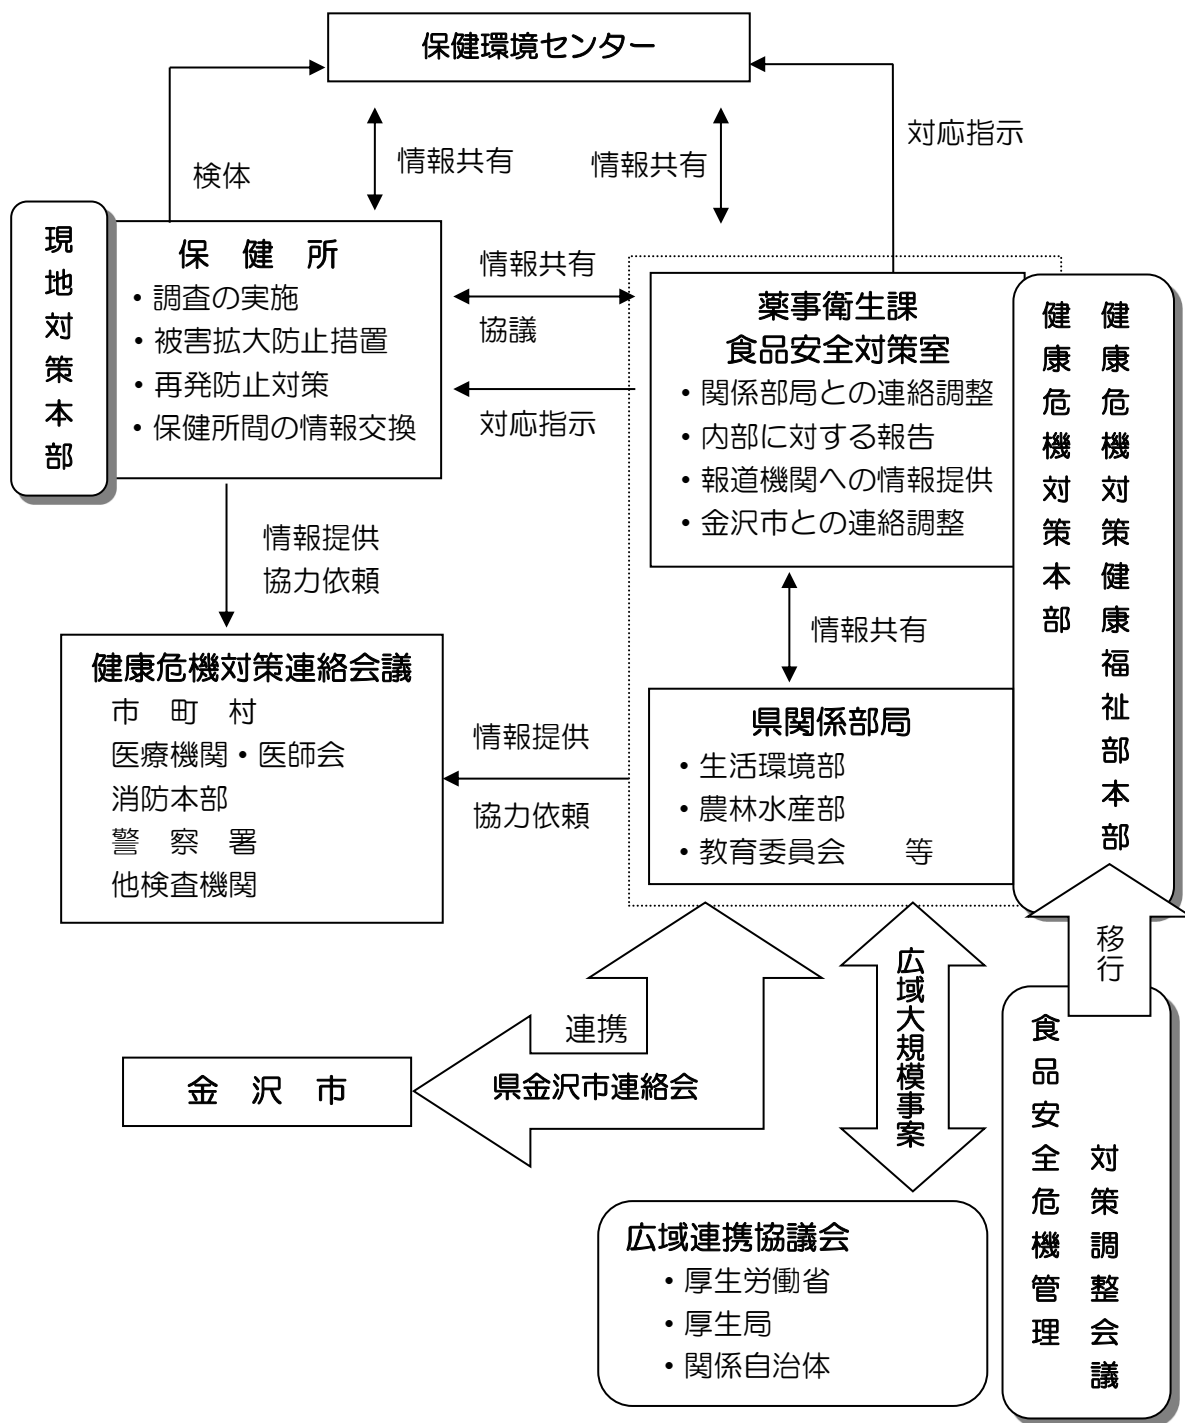 保健環境センター
検体
情報共有
情報共有
対応指示
現地対策本部
保　健　所
・調査の実施
・被害拡大防止措置
・再発防止対策
・保健所間の情報交換
情報共有
協議
対応指示
薬事衛生課
食品安全対策室
・関係部局との連絡調整
・内部に対する報告
・報道機関への情報提供
・金沢市との連絡調整
健康危機対策健康福祉部本部
健康危機対策本部
情報提供
協力依頼
情報共有
健康危機対策連絡会議
市　町　村
医療機関・医師会
消防本部
警　察　署
他検査機関
情報提供
協力依頼
県関係部局
・生活環境部
・農林水産部
・教育委員会　　等
移行
連携
県金沢市連絡会
金　沢　市
広域大規模事案
食品安全危機管理
対策調整会議
広域連携協議会
・厚生労働省
・厚生局
・関係自治体